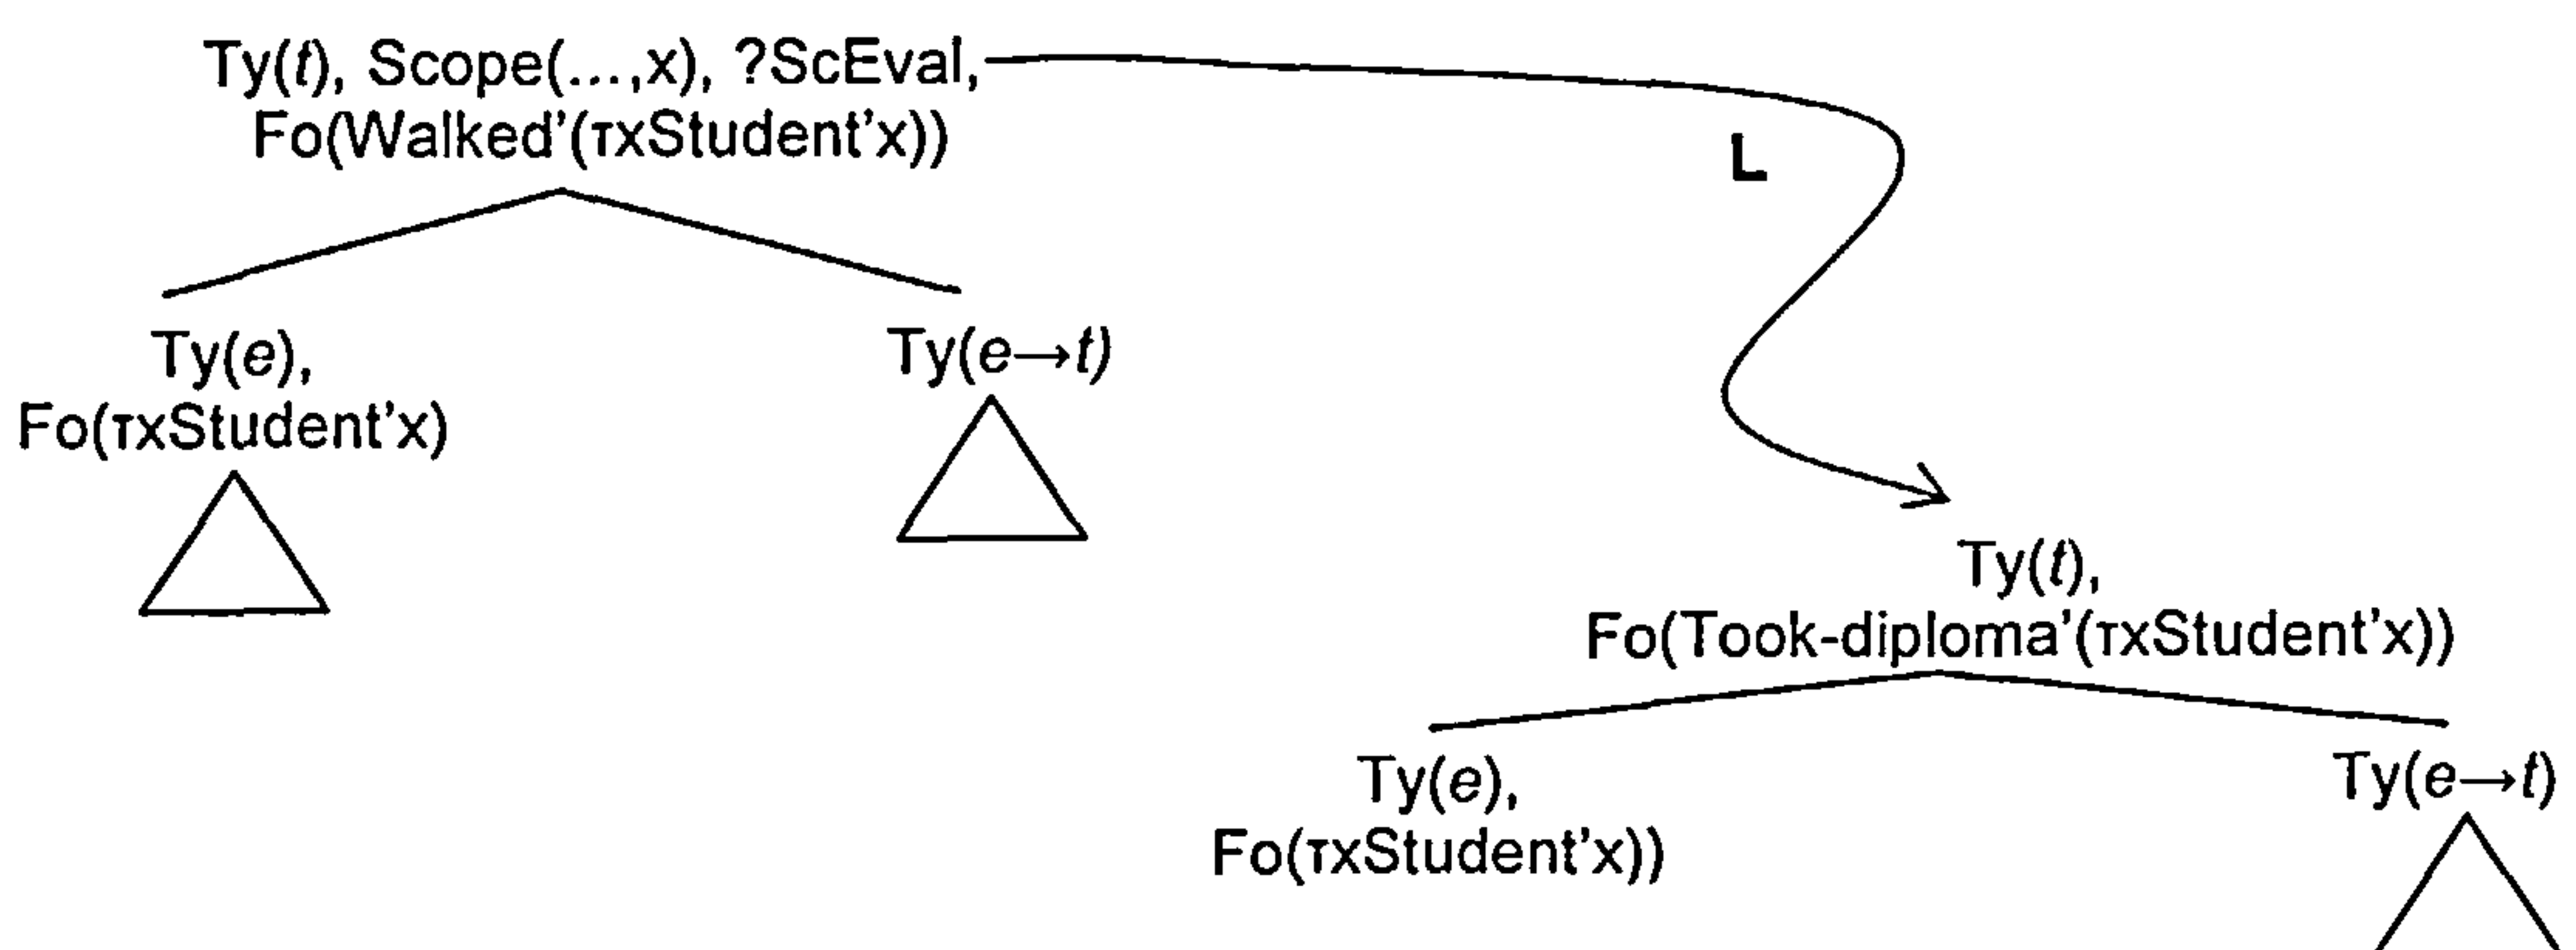 Ty(t), Scope(...,x), ?ScEval,
Fo(Walked'(τxStudent'x))
L
Ty(e),
Fo(τxStudent'x)
Ty(e→t)
Ty(t),
Fo(Took-diploma'(τxStudent'x))
Ty(e),
Fo(τxStudent'x))
Ty(e→t)